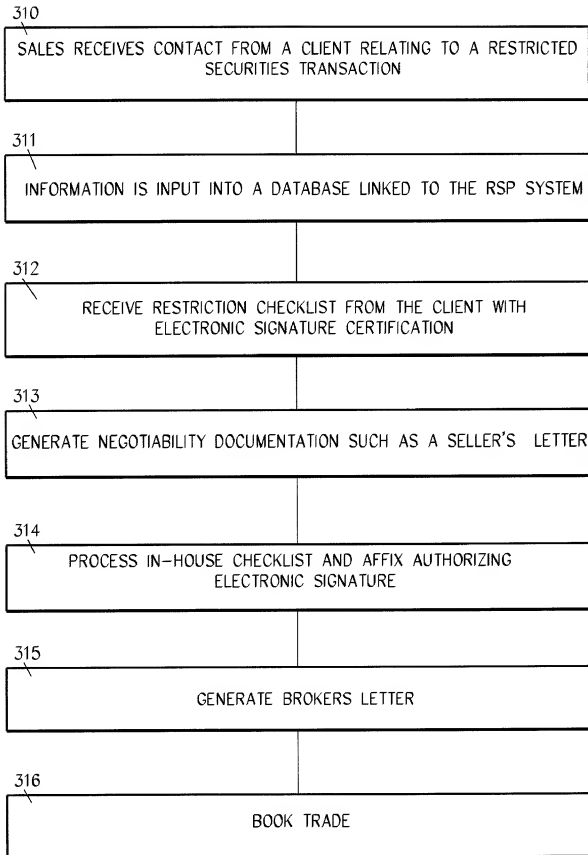 310
SALES RECEIVES CONTACT FROM A CLIENT RELATING TO A RESTRICTED
SECURITIES TRANSACTION
311
INFORMATION IS INPUT INTO A DATABASE LINKED TO THE RSP SYSTEM
312
RECEIVE RESTRICTION CHECKLIST FROM THE CLIENT WITH
ELECTRONIC SIGNATURE CERTIFICATION
313
GENERATE NEGOTIABILITY DOCUMENTATION SUCH AS A SELLER'S LETTER
314
PROCESS IN-HOUSE CHECKLIST AND AFFIX AUTHORIZING
ELECTRONIC SIGNATURE
315
GENERATE BROKERS LETTER
316
BOOK TRADE